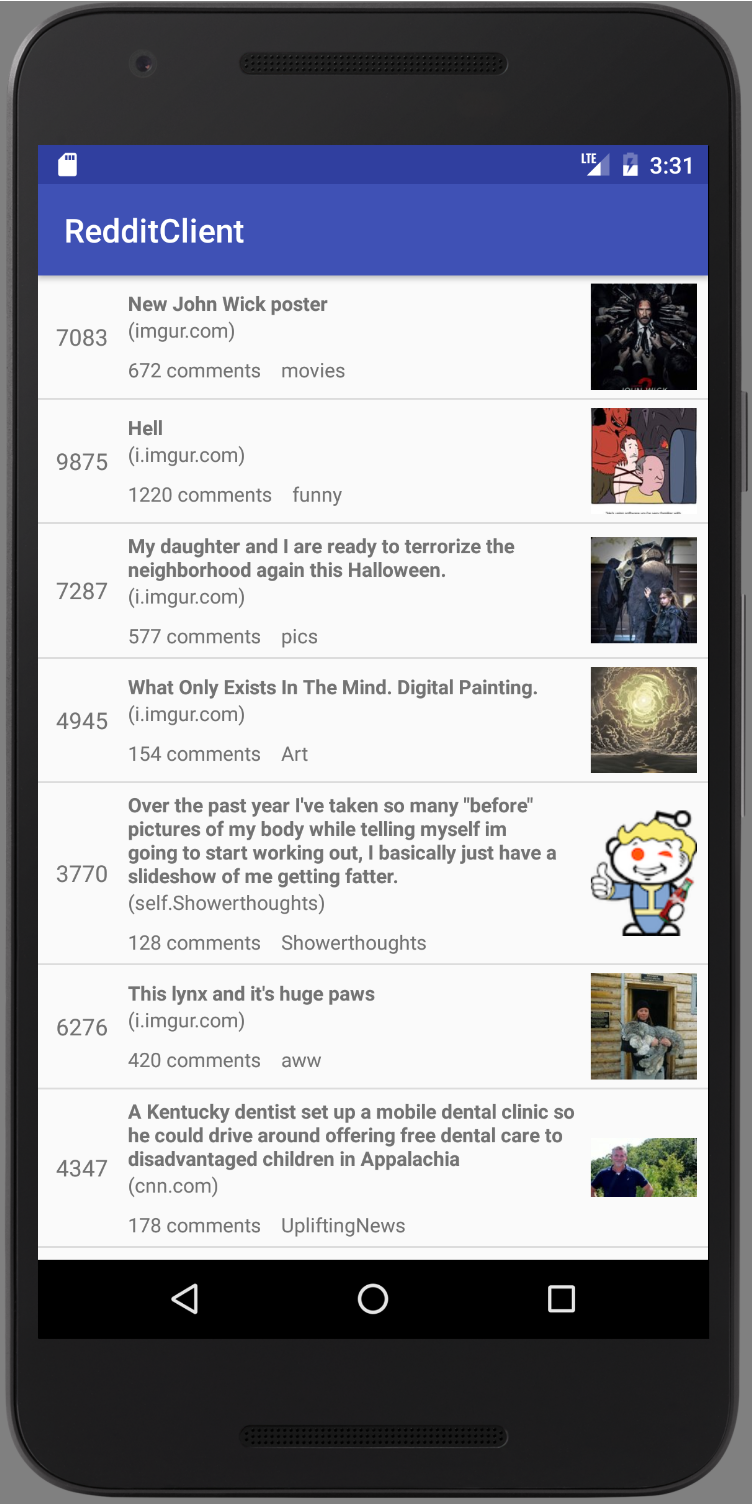 LTE 3:31
RedditClient
7083
New John Wick poster
(imgur.com)
672 comments movies
JOHN WICK
9875
Hell
(i.imgur.com)
1220 comments funny
7287
My daughter and I are ready to terrorize the
neighborhood again this Halloween.
(i.imgur.com)
577 comments pics
4945
What Only Exists In The Mind. Digital Painting.
(i.imgur.com)
154 comments Art
3770
Over the past year I've taken so many "before"
pictures of my body while telling myself im
going to start working out, I basically just have a
slideshow of me getting fatter.
(self.Showerthoughts)
128 comments Showerthoughts
6276
This lynx and it's huge paws
(i.imgur.com)
420 comments aww
4347
A Kentucky dentist set up a mobile dental clinic so
he could drive around offering free dental care to
disadvantaged children in Appalachia
(cnn.com)
178 comments UpliftingNews